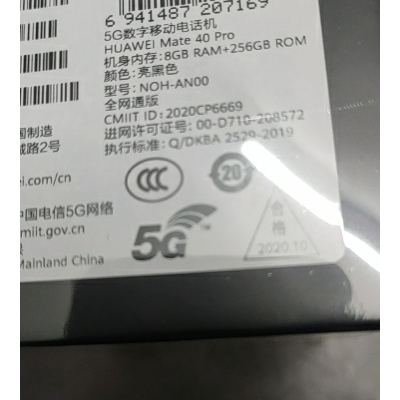 6 941487 207169
5G数字移动电话机
HUAWEI Mate 40 Pro
机身内存: 8GB RAM+256GB ROM
颜色: 亮黑色
型号: NOH-AN00
全网通版
CMIIT ID: 2020CP6669
进网许可证号: 00-D710-208572
执行标准: Q/DKBA 2529-2019
国制造
城路2号
ei.com/cn
CCC
20
中国电信5G网络
miit.gov.cn
Mainland China
5G
合格
2020.10